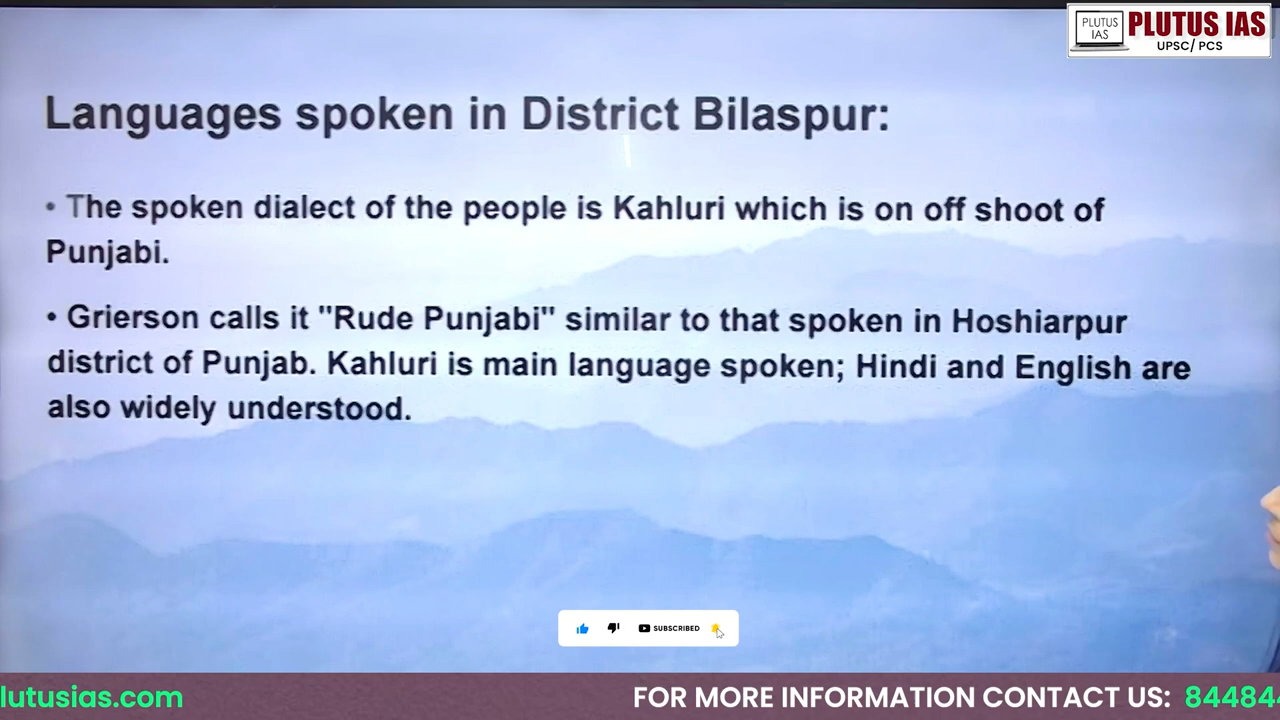 PLUTUS IAS
PLUTUS IAS
UPSC/ PCS
Languages spoken in District Bilaspur:
• The spoken dialect of the people is Kahluri which is on off shoot of
Punjabi.
• Grierson calls it "Rude Punjabi" similar to that spoken in Hoshiarpur
district of Punjab. Kahluri is main language spoken; Hindi and English are
also widely understood.
SUBSCRIBED
lutusias.com FOR MORE INFORMATION CONTACT US: 84484